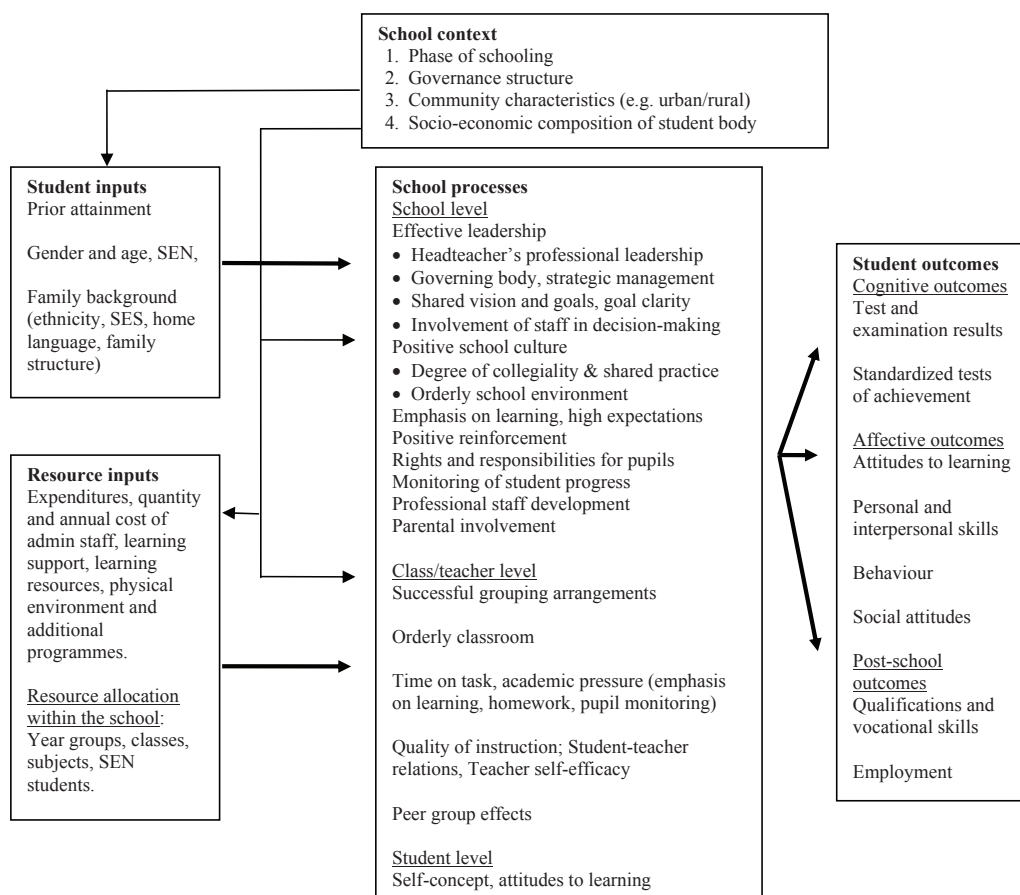 School context
1. Phase of schooling
2. Governance structure
3. Community characteristics (e.g. urban/rural)
4. Socio-economic composition of student body
Student inputs
Prior attainment
Gender and age, SEN,
Family background
(ethnicity, SES, home
language, family
structure)
Resource inputs
Expenditures, quantity
and annual cost of
admin staff, learning
support, learning
resources, physical
environment and
additional
programmes.
Resource allocation
within the school:
Year groups, classes,
subjects, SEN
students.
School processes
School level
Effective leadership
• Headteacher's professional leadership
• Governing body, strategic management
• Shared vision and goals, goal clarity
• Involvement of staff in decision-making
Positive school culture
• Degree of collegiality & shared practice
• Orderly school environment
Emphasis on learning, high expectations
Positive reinforcement
Rights and responsibilities for pupils
Monitoring of student progress
Professional staff development
Parental involvement
Class/teacher level
Successful grouping arrangements
Orderly classroom
Time on task, academic pressure (emphasis
on learning, homework, pupil monitoring)
Quality of instruction; Student-teacher
relations, Teacher self-efficacy
Peer group effects
Student level
Self-concept, attitudes to learning
Student outcomes
Cognitive outcomes
Test and
examination results
Standardized tests
of achievement
Affective outcomes
Attitudes to learning
Personal and
interpersonal skills
Behaviour
Social attitudes
Post-school
outcomes
Qualifications and
vocational skills
Employment